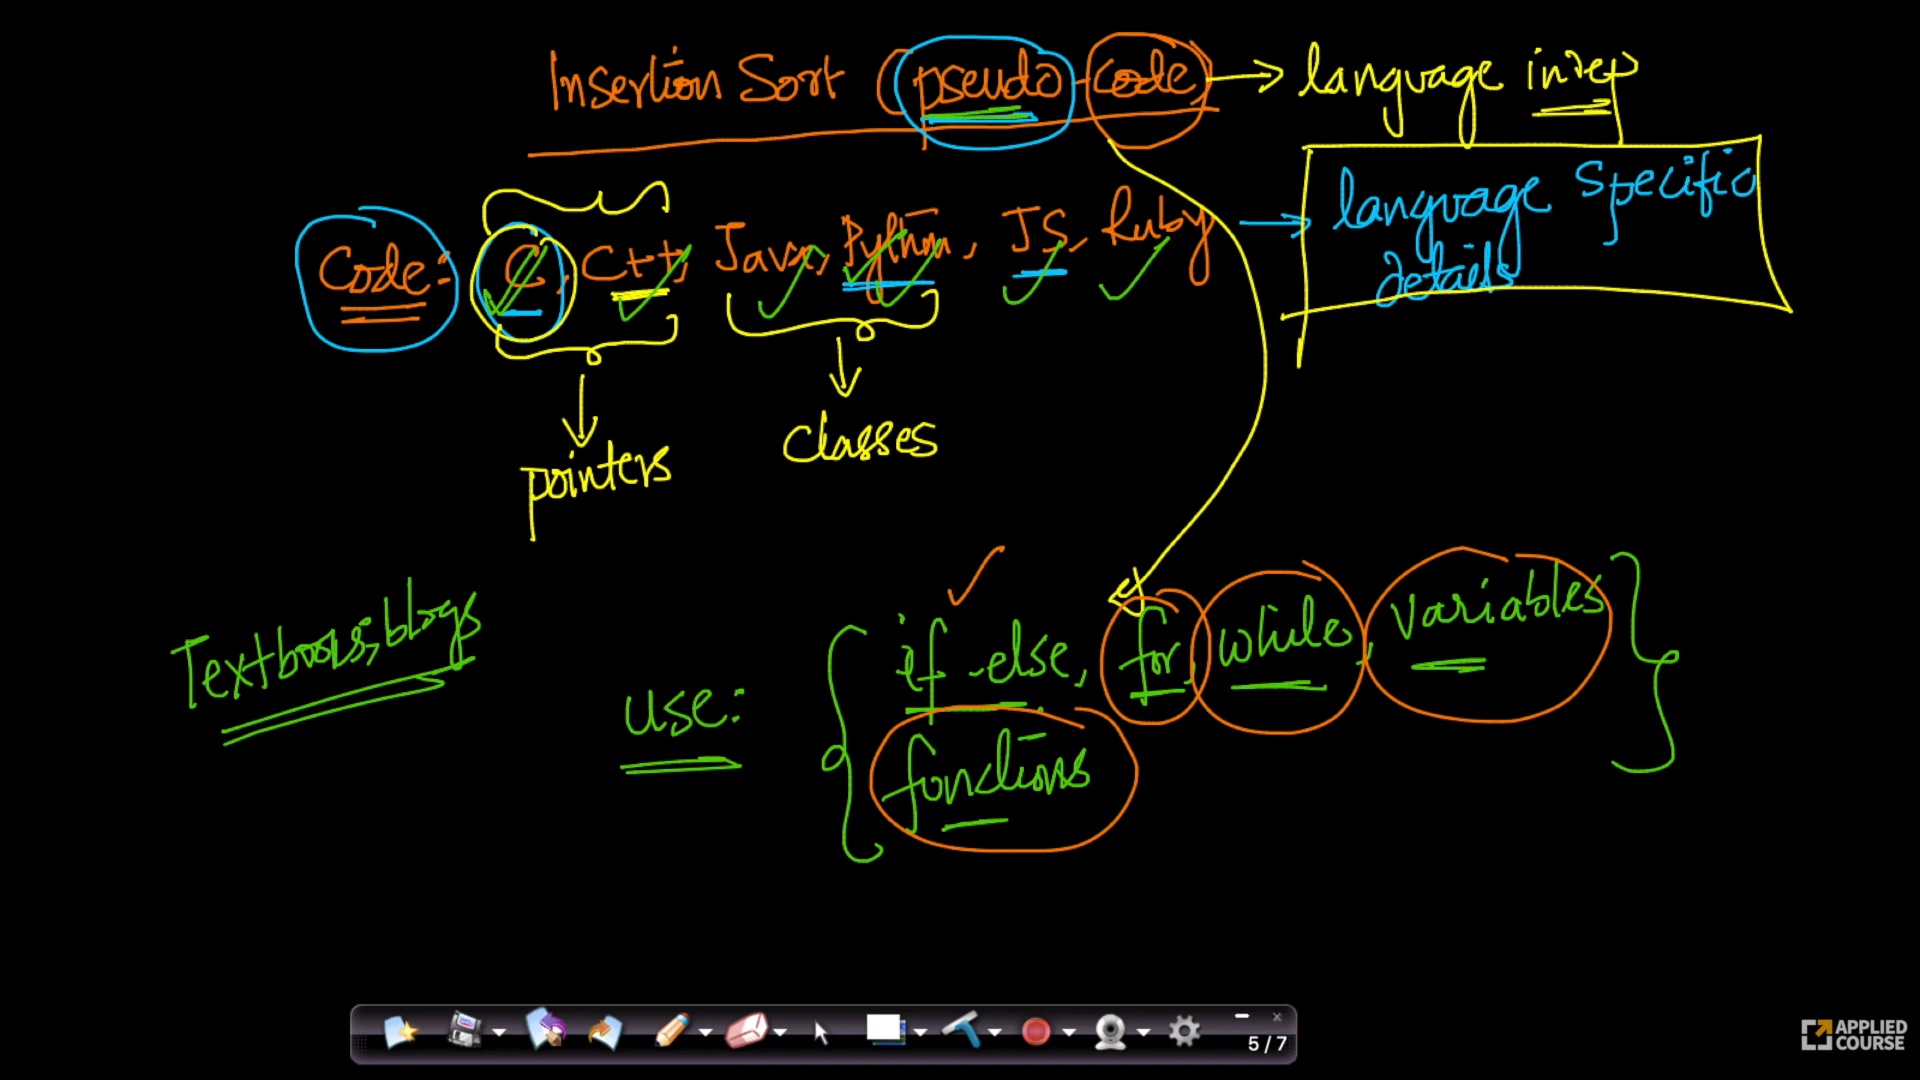 Insertion Sort (pseudo-code) → language indep
Code: C, C++, Java, Python, JS, Ruby → language specific
details
pointers
classes
Textbooks, blogs
use: { if-else, for, while, variables }
functions
5 / 7
APPLIED
COURSE